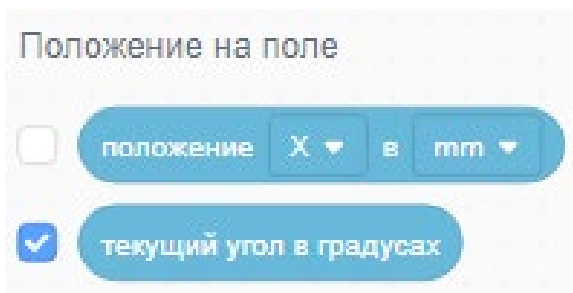 Положение на поле
положение X в mm
текущий угол в градусах